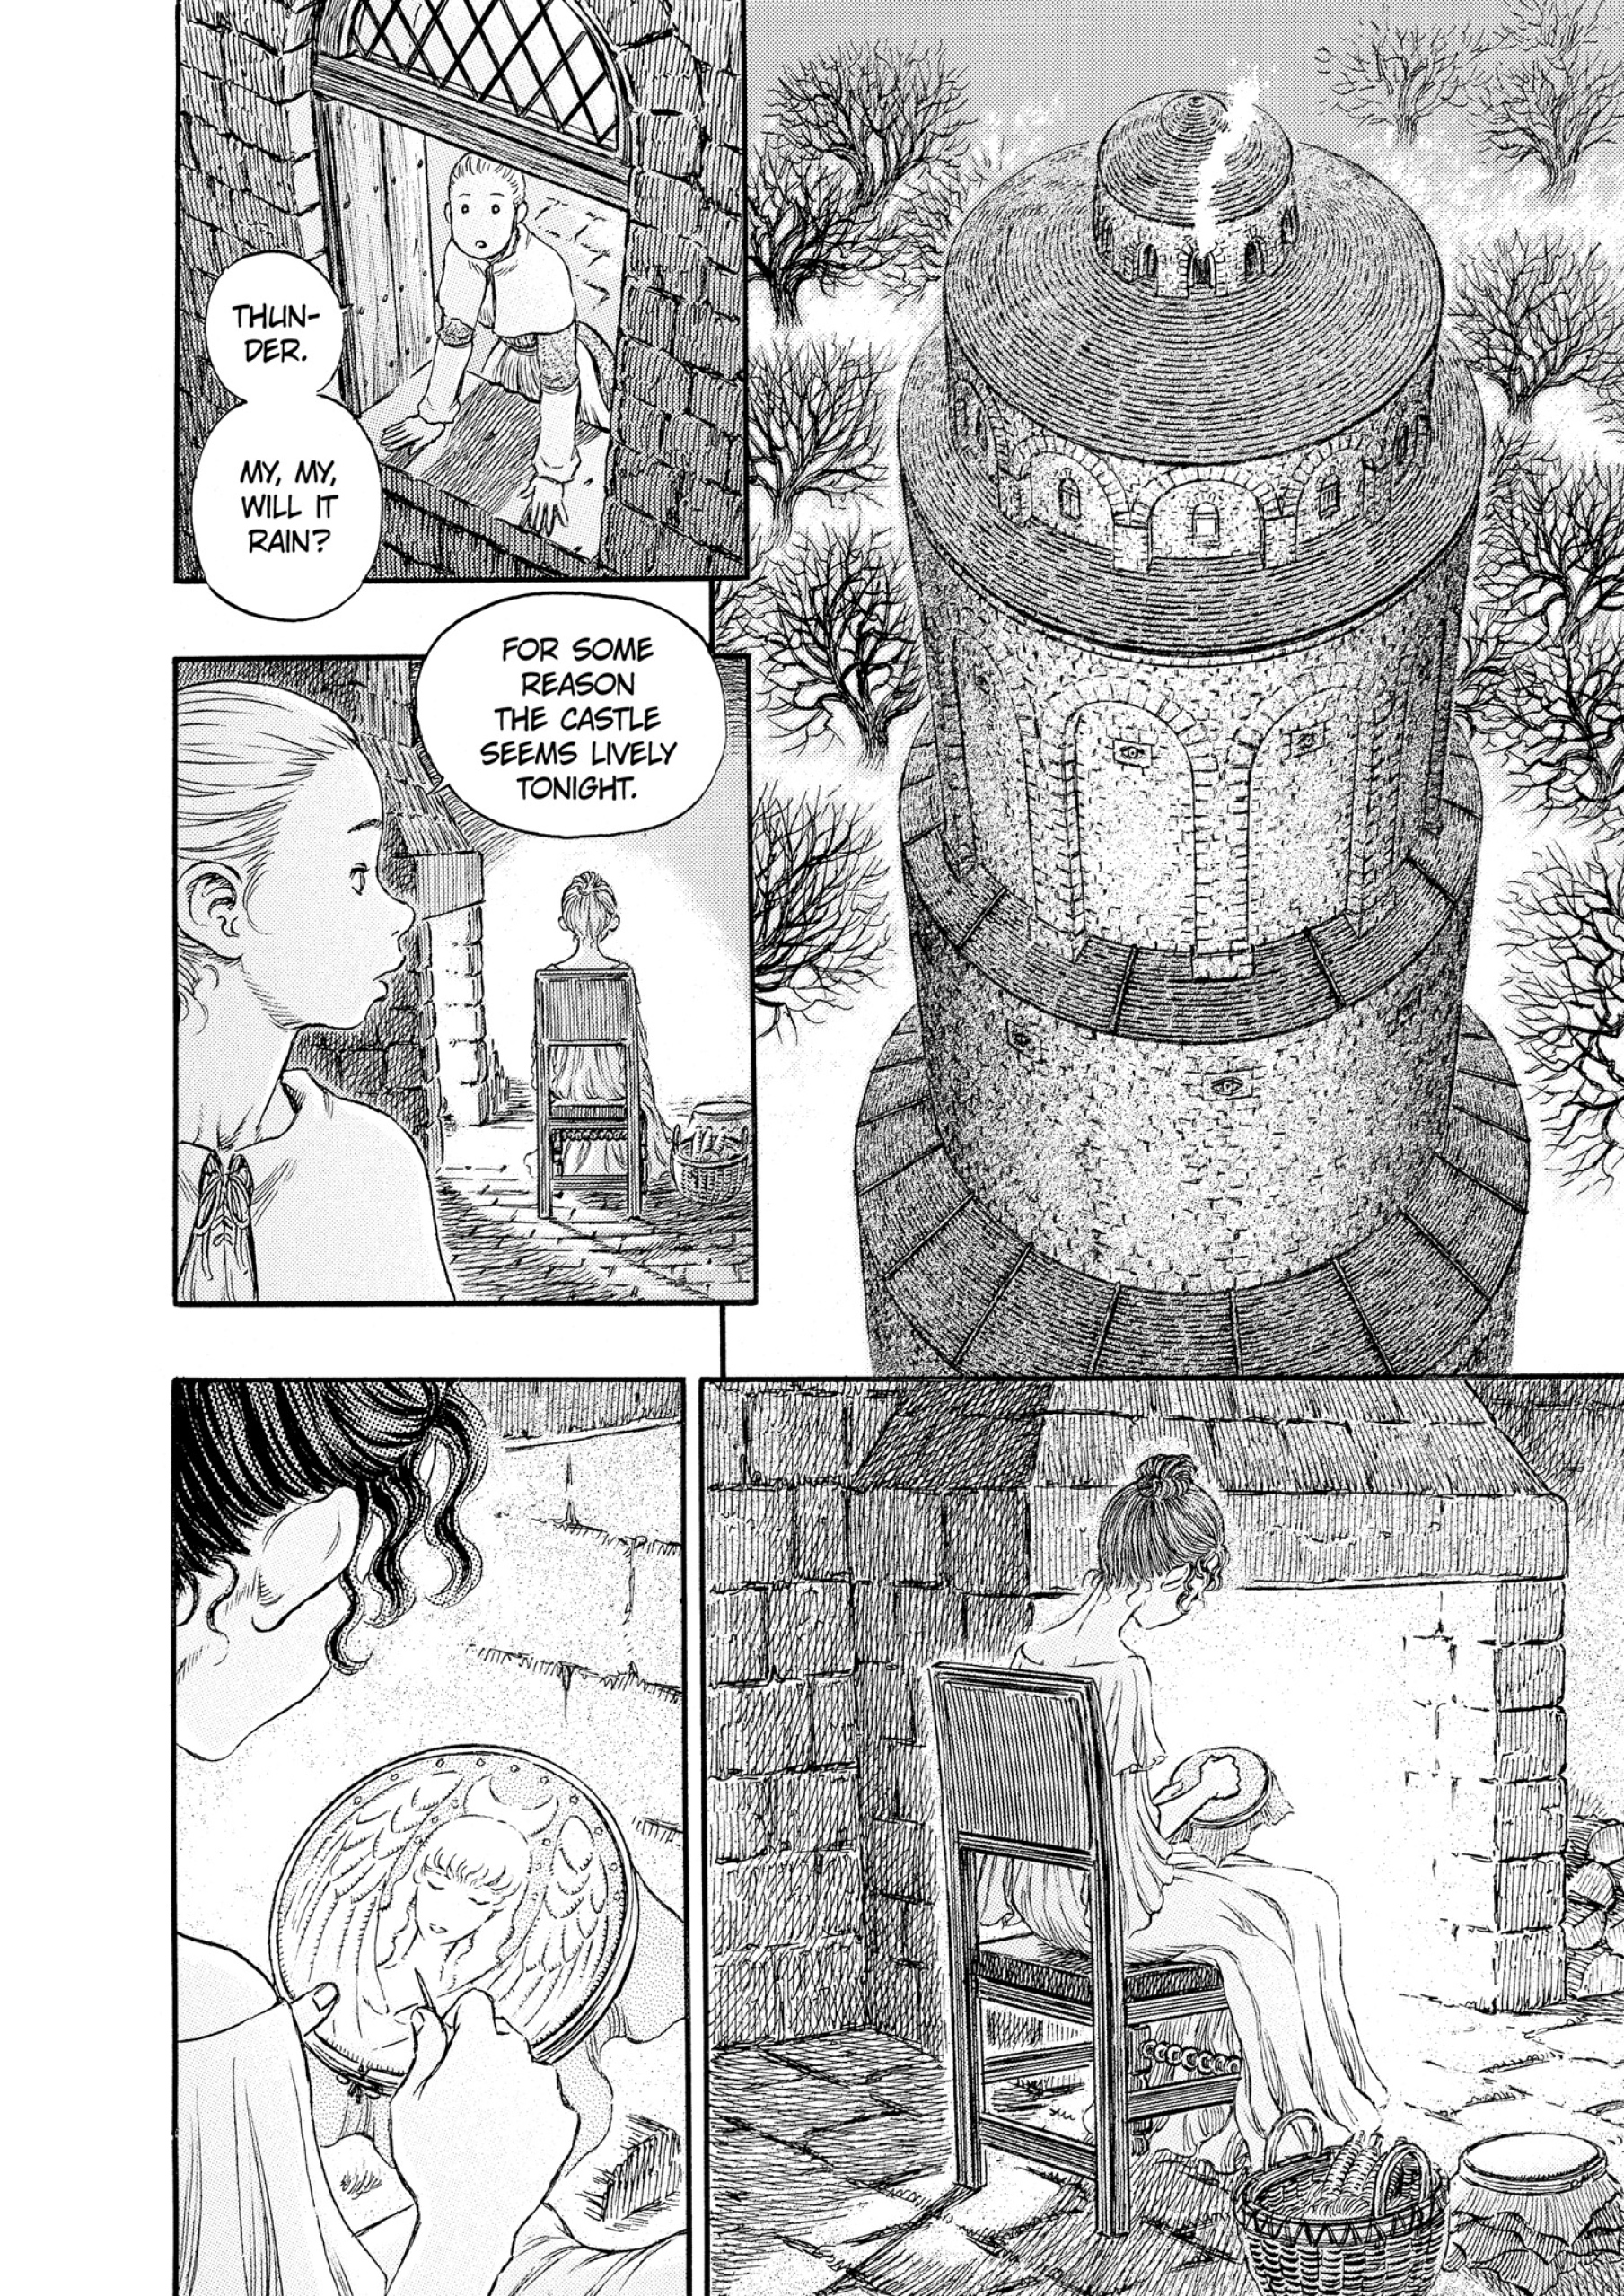 THUN-
DER.
MY, MY,
WILL IT
RAIN?
FOR SOME
REASON
THE CASTLE
SEEMS LIVELY
TONIGHT.